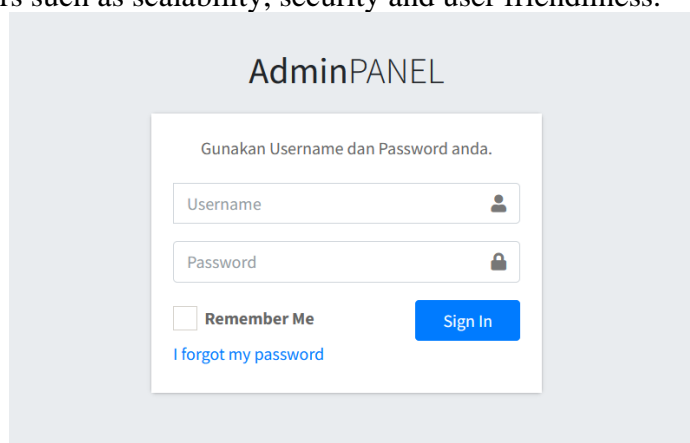 such as scalability, security and user friendliness.
AdminPANEL
Gunakan Username dan Password anda.
Username
Password
Remember Me
Sign In
I forgot my password